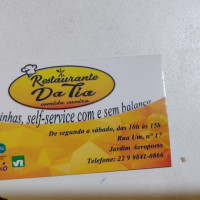 Restaurante
Da Tia
comida caseira
inhas, self-service com e sem balança
De segunda a sábado, das 10h às 15h
Rua Um, nº 17
Jardim Aeroporto
Telefone: 22 9 9841-0866